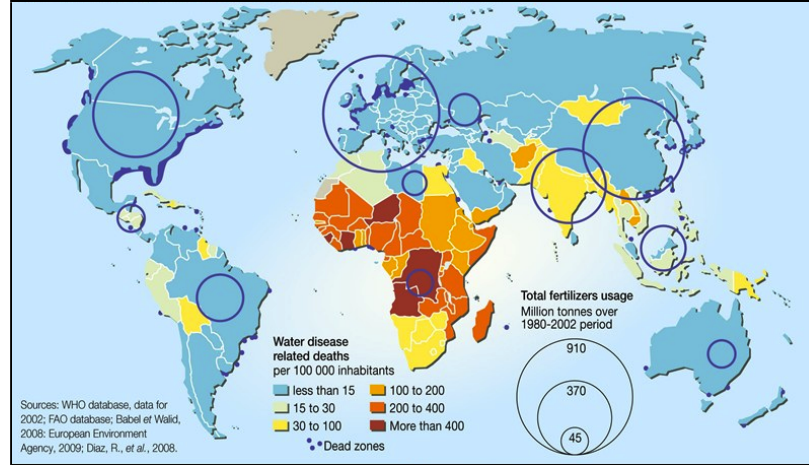 Total fertilizers usage
Million tonnes over
1980-2002 period
910
370
45
Water disease
related deaths
per 100 000 inhabitants
less than 15
15 to 30
30 to 100
100 to 200
200 to 400
More than 400
Dead zones
Sources: WHO database, data for
2002; FAO database; Babel et Walid,
2008: European Environment
Agency, 2009; Diaz, R., et al., 2008.